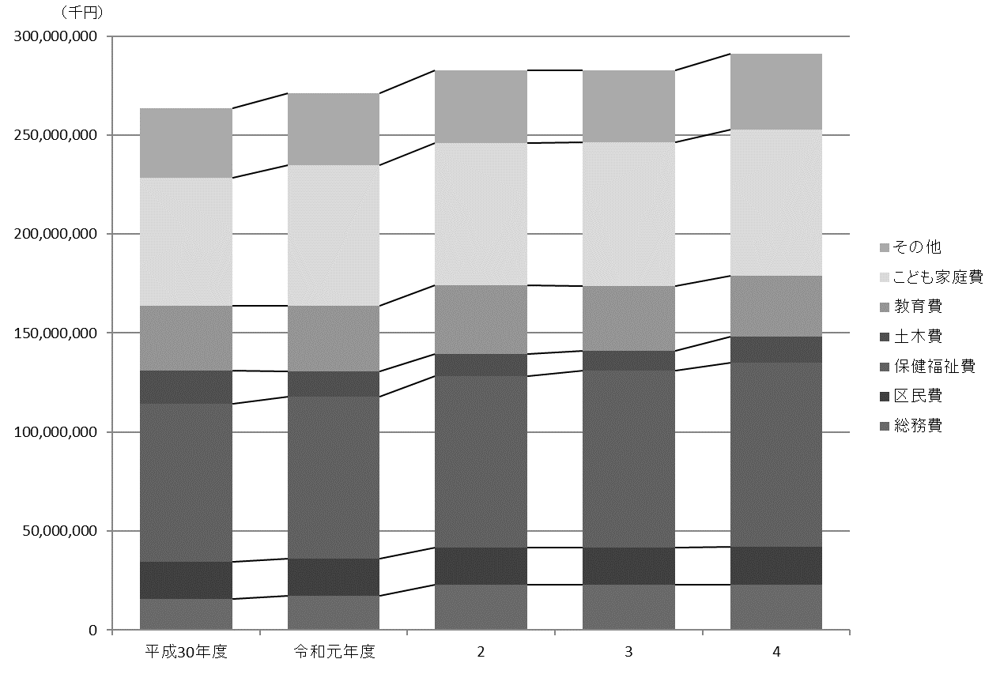 （千円）
300,000,000
250,000,000
200,000,000
150,000,000
100,000,000
50,000,000
0
平成30年度 令和元年度 2 3 4
その他
こども家庭費
教育費
土木費
保健福祉費
区民費
総務費